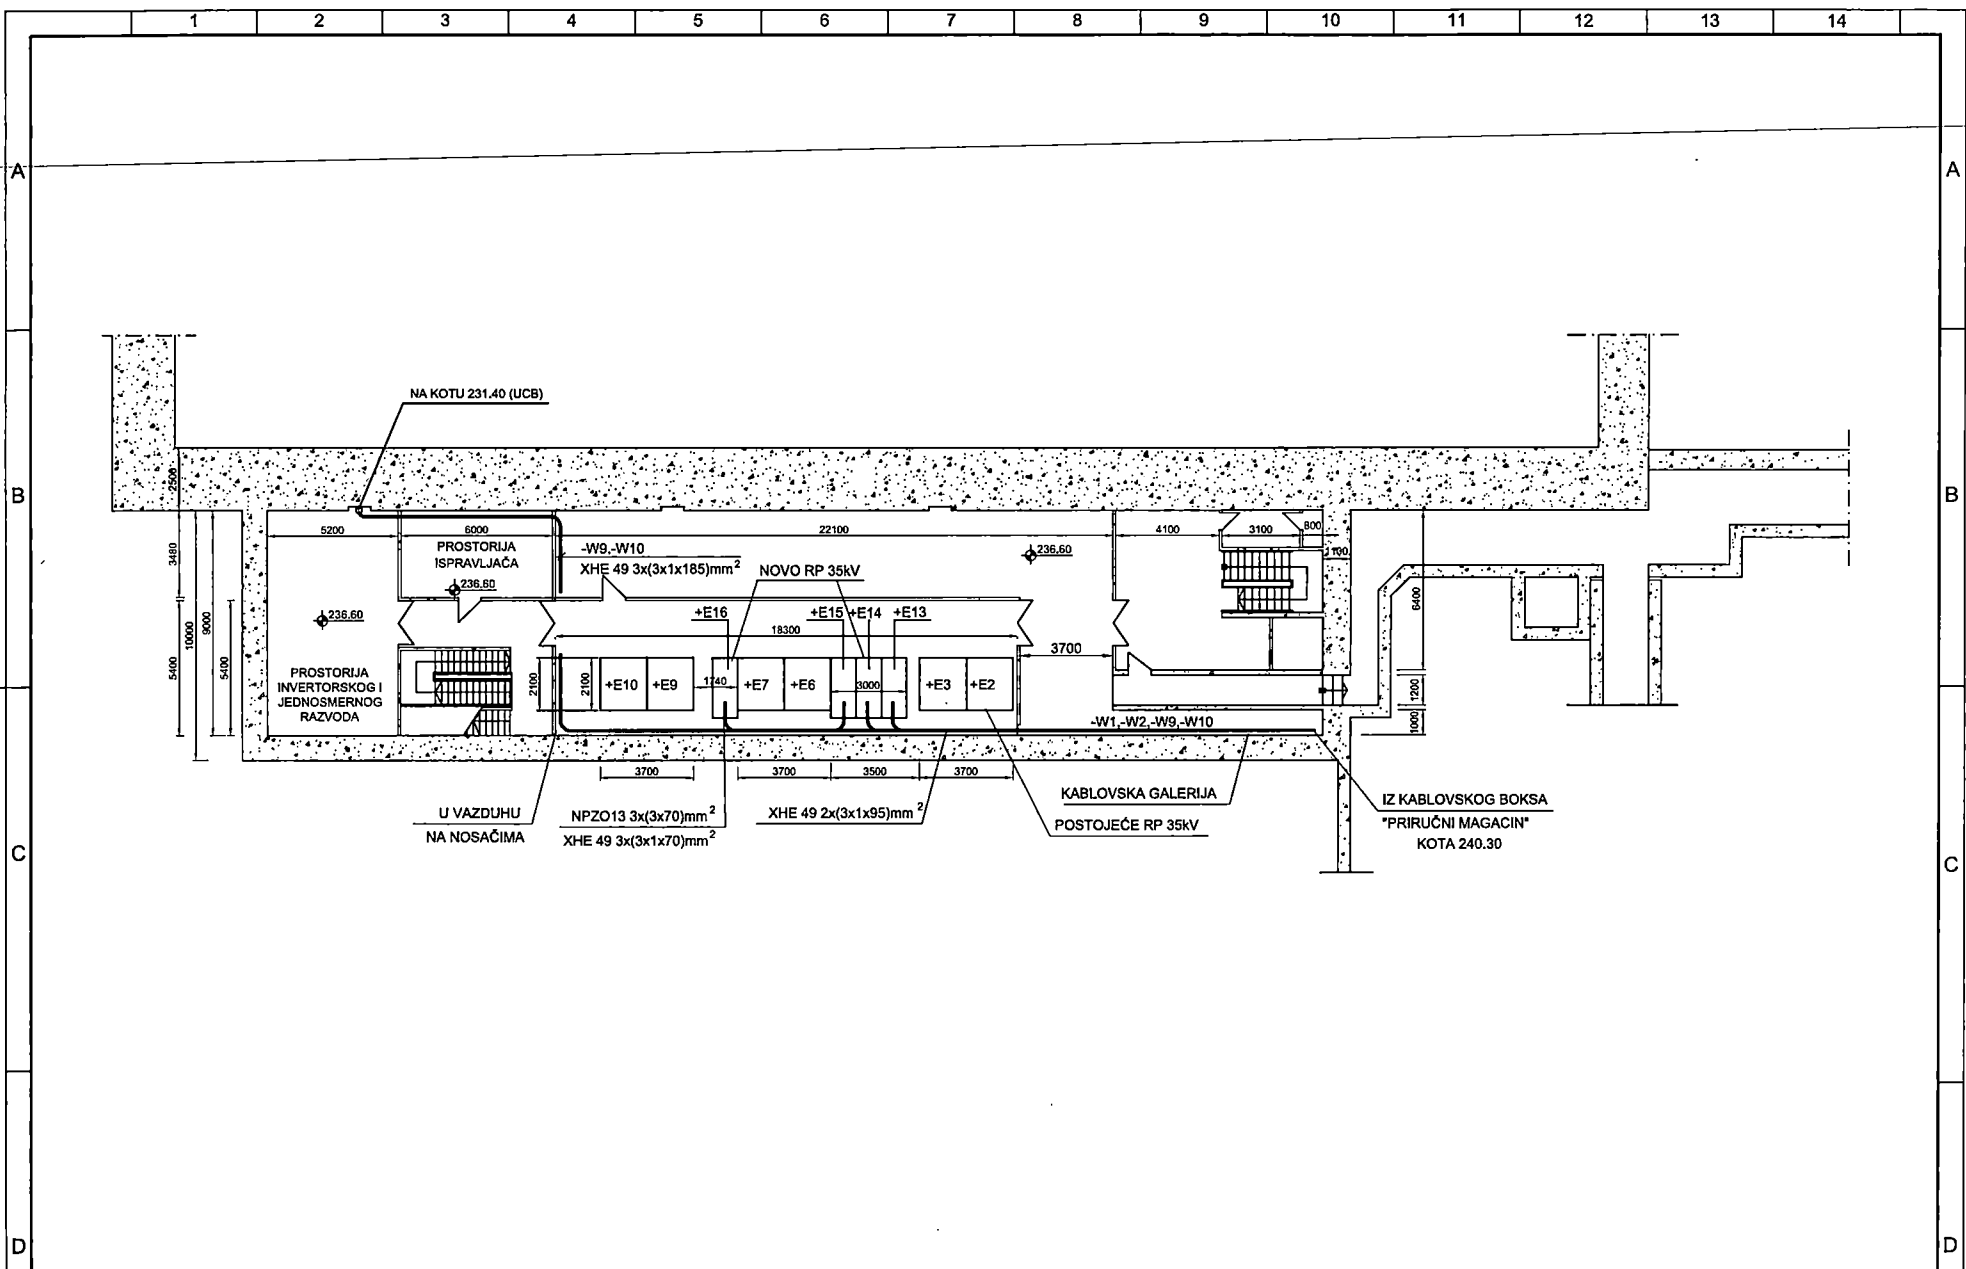 1 2 3 4 5 6 7 8 9 10 11 12 13 14
A A
NA KOTU 231.40 (UCB)
B B
2500
5200 6000 22100 4100 3100 800
PROSTORIJA
ISPRAVLJAČA
-W9,-W10
XHE 49 3x(3x1x185)mm²
NOVO RP 35kV
236,60
100
3480
236,60
236.60
10000
9000
5400
5400
+E16 +E15 +E14 +E13
18300
6400
3700
PROSTORIJA
INVERTORSKOG I
JEDNOSMERNOG
RAZVODA
2100 2100 +E10 +E9 1740 +E7 +E6 3000 +E3 +E2
1200
1000
-W1,-W2,-W9,-W10
3700 3700 3500 3700
U VAZDUHU
NA NOSAČIMA
NPZO13 3x(3x70)mm²
XHE 49 3x(3x1x70)mm²
XHE 49 2x(3x1x95)mm²
KABLOVSKA GALERIJA
POSTOJEĆE RP 35kV
IZ KABLOVSKOG BOKSA
"PRIRUČNI MAGACIN"
KOTA 240.30
C C
D D